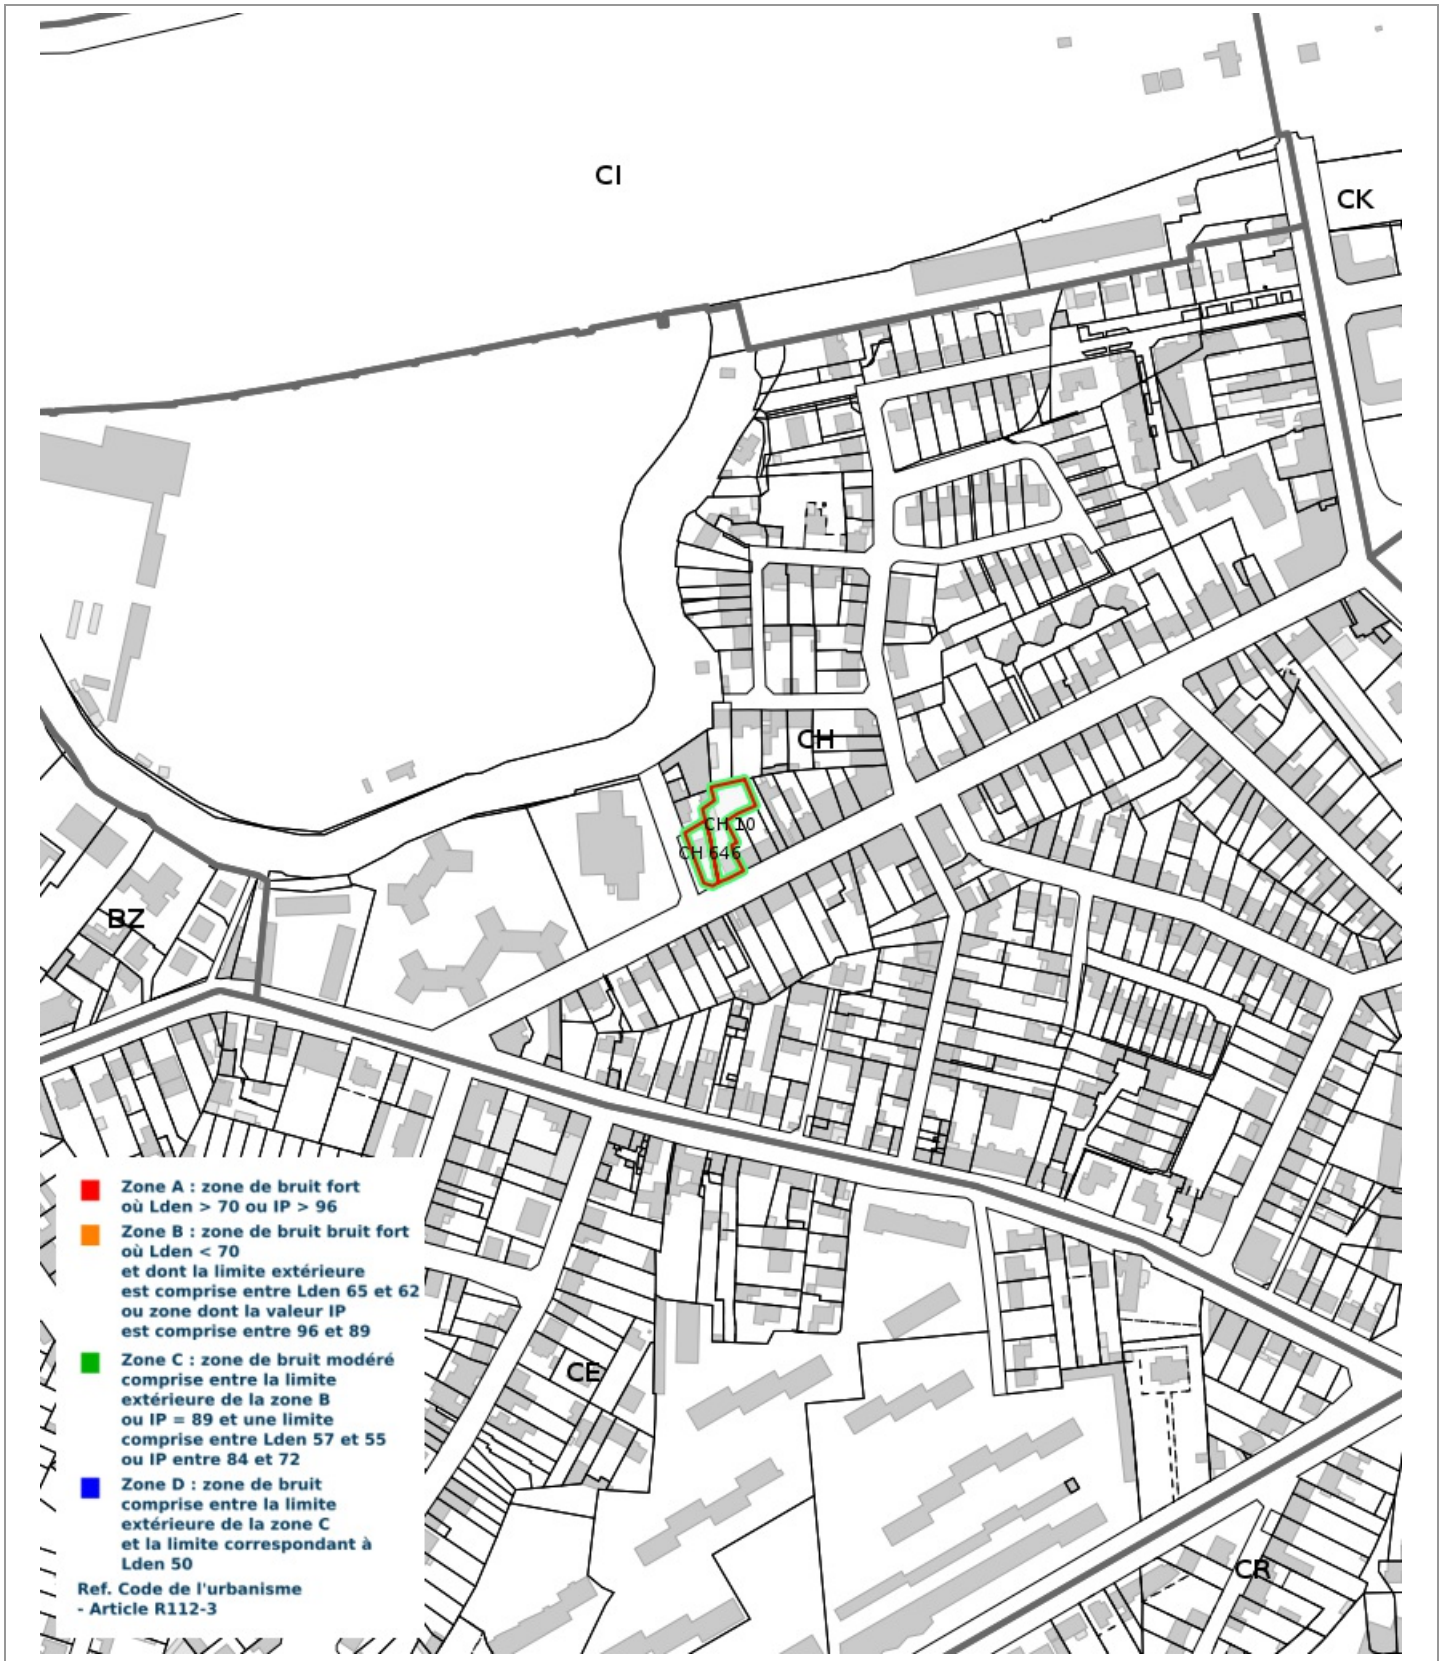 CI
CK
CH
CH 10
CH 646
BZ
Zone A : zone de bruit fort
où Lden > 70 ou IP > 96
Zone B : zone de bruit bruit fort
où Lden < 70
et dont la limite extérieure
est comprise entre Lden 65 et 62
ou zone dont la valeur IP
est comprise entre 96 et 89
Zone C : zone de bruit modéré
comprise entre la limite
extérieure de la zone B
ou IP = 89 et une limite
comprise entre Lden 57 et 55
ou IP entre 84 et 72
Zone D : zone de bruit
comprise entre la limite
extérieure de la zone C
et la limite correspondant à
Lden 50
Ref. Code de l'urbanisme
- Article R112-3
CE
CR